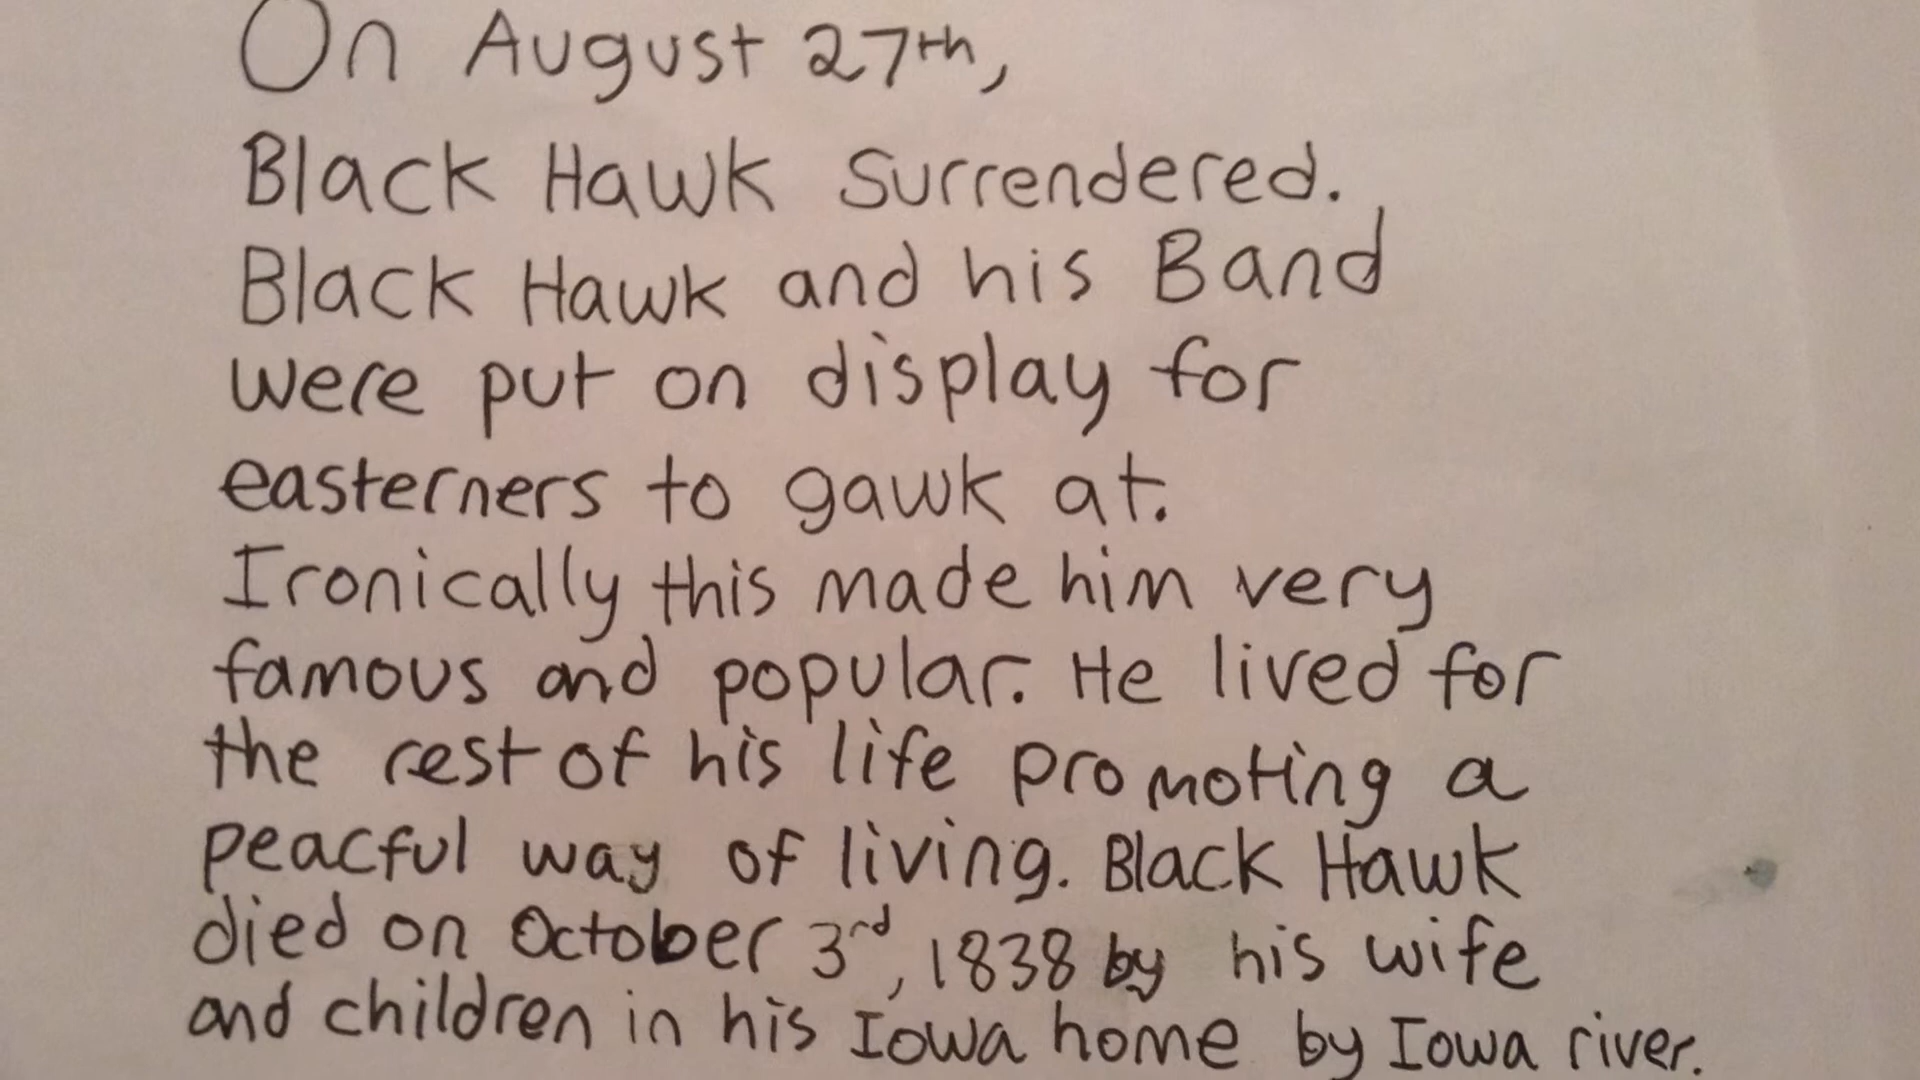 On August 27th,
Black Hawk surrendered.
Black Hawk and his Band
were put on display for
easterners to gawk at.
Ironically this made him very
famous and popular. He lived for
the rest of his life promoting a
peacful way of living. Black Hawk
died on October 3rd, 1838 by his wife
and children in his Iowa home by Iowa river.